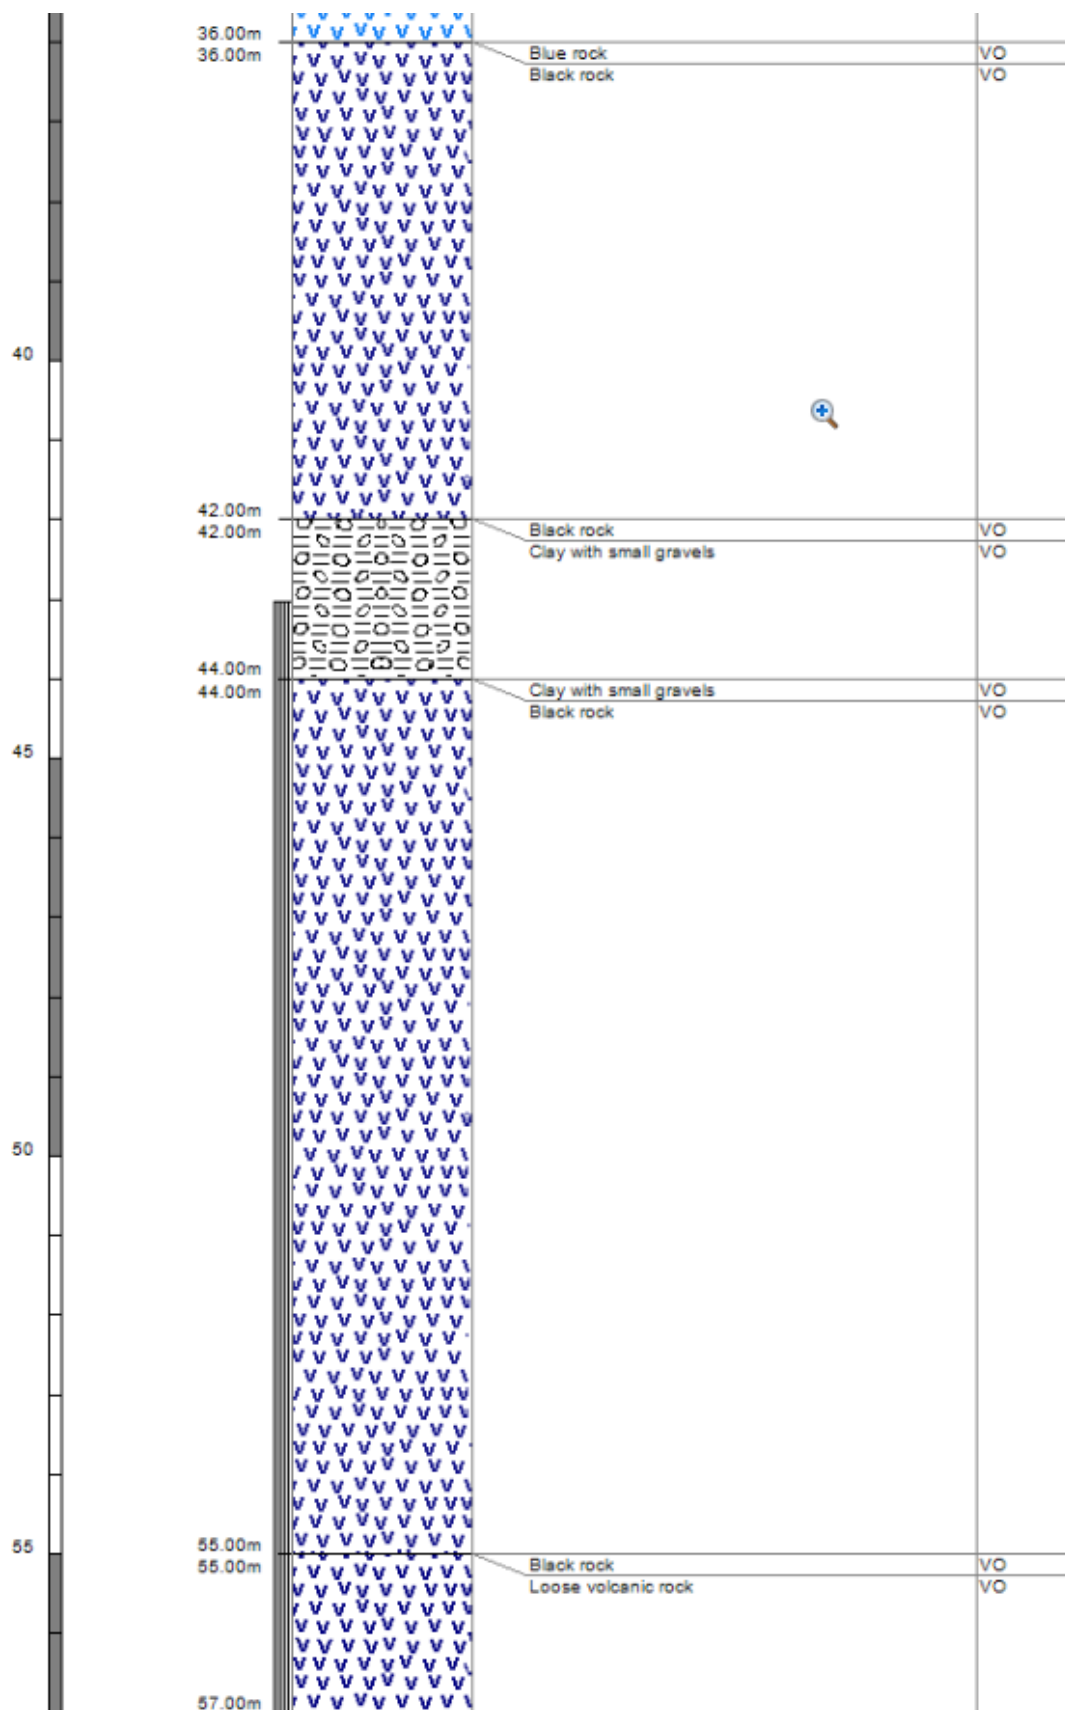 36.00m
36.00m
Blue rock VO
Black rock VO
40
42.00m
42.00m
Black rock VO
Clay with small gravels VO
44.00m
44.00m
Clay with small gravels VO
Black rock VO
45
50
55
55.00m
55.00m
Black rock VO
Loose volcanic rock VO
57.00m